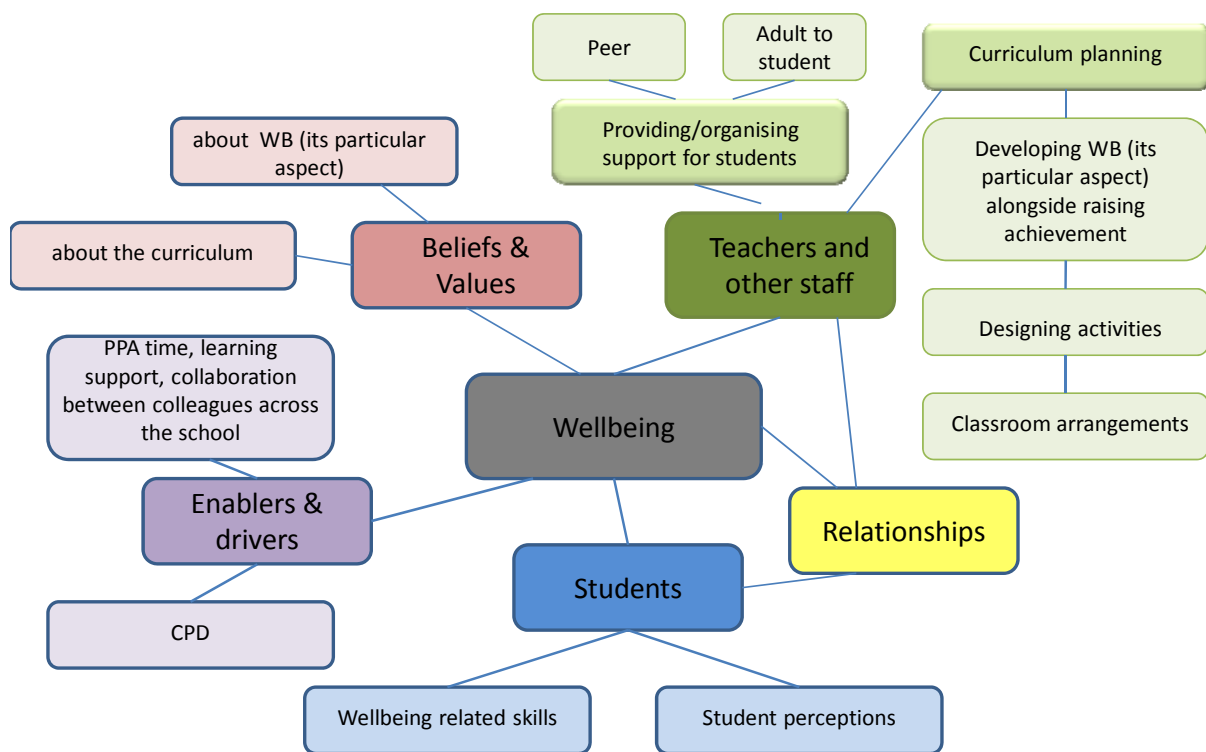 Peer
Adult to
student
Curriculum planning
Providing/organising
support for students
about WB (its particular
aspect)
Developing WB (its
particular aspect)
alongside raising
achievement
about the curriculum
Beliefs &
Values
Teachers and
other staff
Designing activities
PPA time, learning
support, collaboration
between colleagues across
the school
Wellbeing
Classroom arrangements
Enablers &
drivers
Relationships
Students
CPD
Wellbeing related skills
Student perceptions